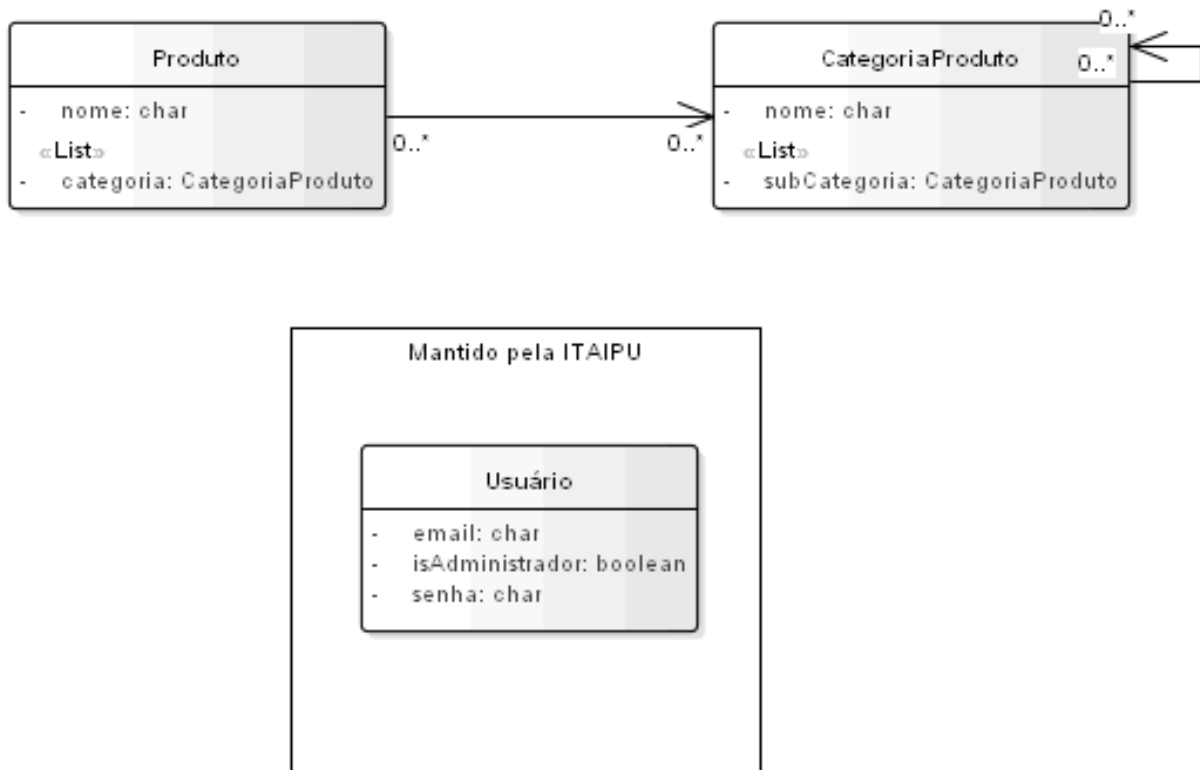 Produto
- nome: char
«List»
- categoria: CategoriaProduto
0..*
0..*
0..*
CategoriaProduto
0..*
- nome: char
«List»
- subCategoria: CategoriaProduto
Mantido pela ITAIPU
Usuário
- email: char
- isAdministrador: boolean
- senha: char